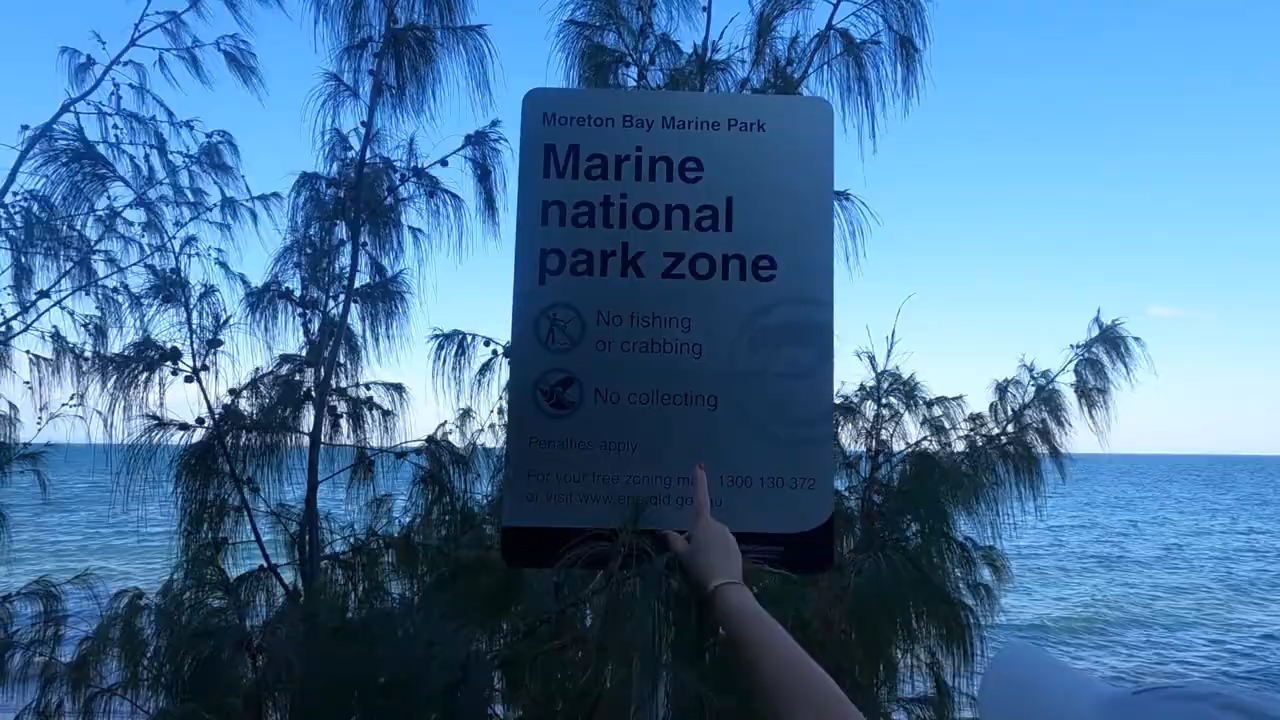 Moreton Bay Marine Park
Marine
national
park zone
No fishing
or crabbing
No collecting
Penalties apply
For your free zoning 1300 130 372
or visit